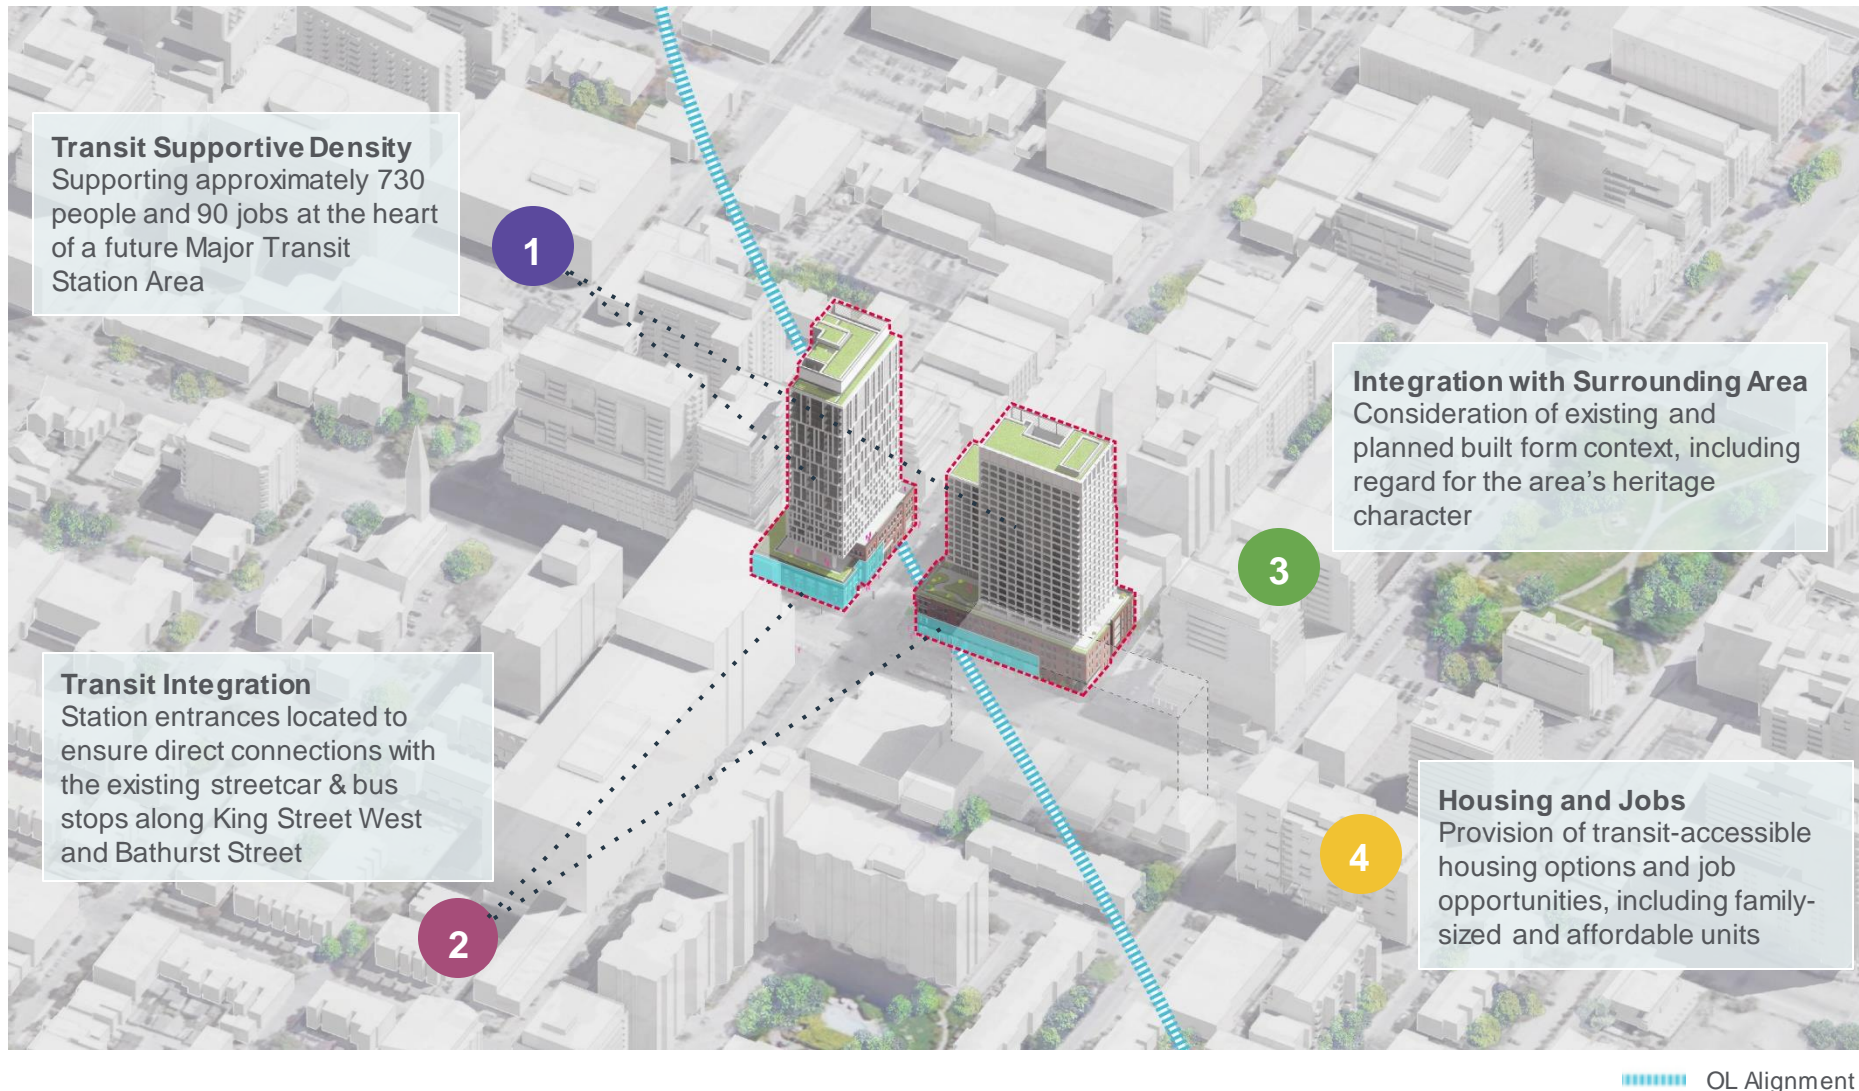 Transit Supportive Density
Supporting approximately 730
people and 90 jobs at the heart
of a future Major Transit
Station Area
1
Integration with Surrounding Area
Consideration of existing and
planned built form context, including
regard for the area's heritage
character
3
Transit Integration
Station entrances located to
ensure direct connections with
the existing streetcar & bus
stops along King Street West
and Bathurst Street
2
Housing and Jobs
Provision of transit-accessible
housing options and job
opportunities, including family-
sized and affordable units
4
OL Alignment